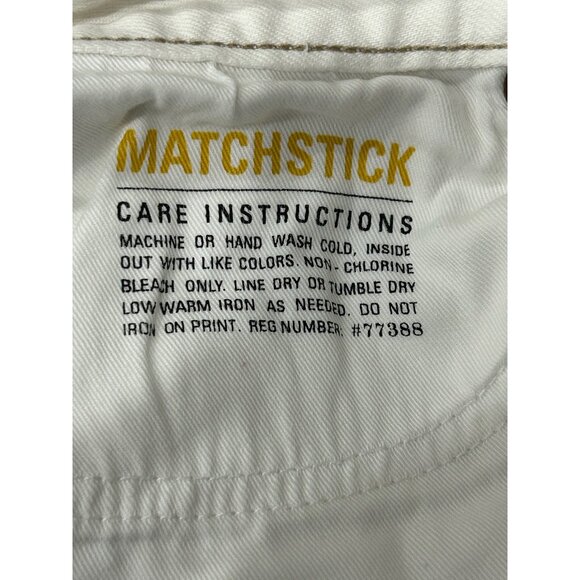 MATCHSTICK
CARE INSTRUCTIONS
MACHINE OR HAND WASH COLD, INSIDE
OUT WITH LIKE COLORS. NON-CHLORINE
BLEACH ONLY. LINE DRY OR TUMBLE DRY
LOW WARM IRON AS NEEDED. DO NOT
IRON ON PRINT. REG NUMBER: #77388